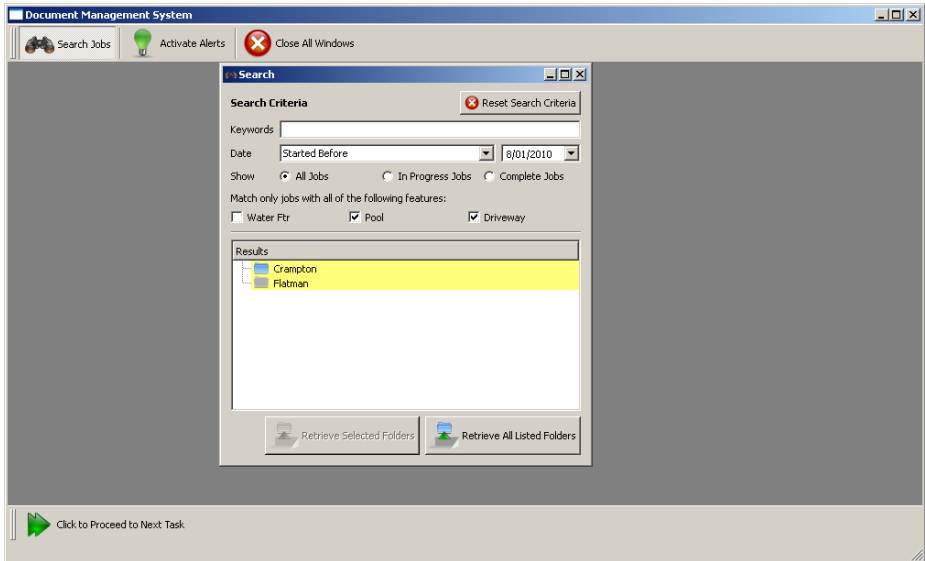 Document Management System
Search Jobs Activate Alerts Close All Windows
Search
Search Criteria Reset Search Criteria
Keywords
Date Started Before 8/01/2010
Show All Jobs In Progress Jobs Complete Jobs
Match only jobs with all of the following features:
Water Ftr Pool Driveway
Results
Crampton
Flatman
Retrieve Selected Folders Retrieve All Listed Folders
Click to Proceed to Next Task